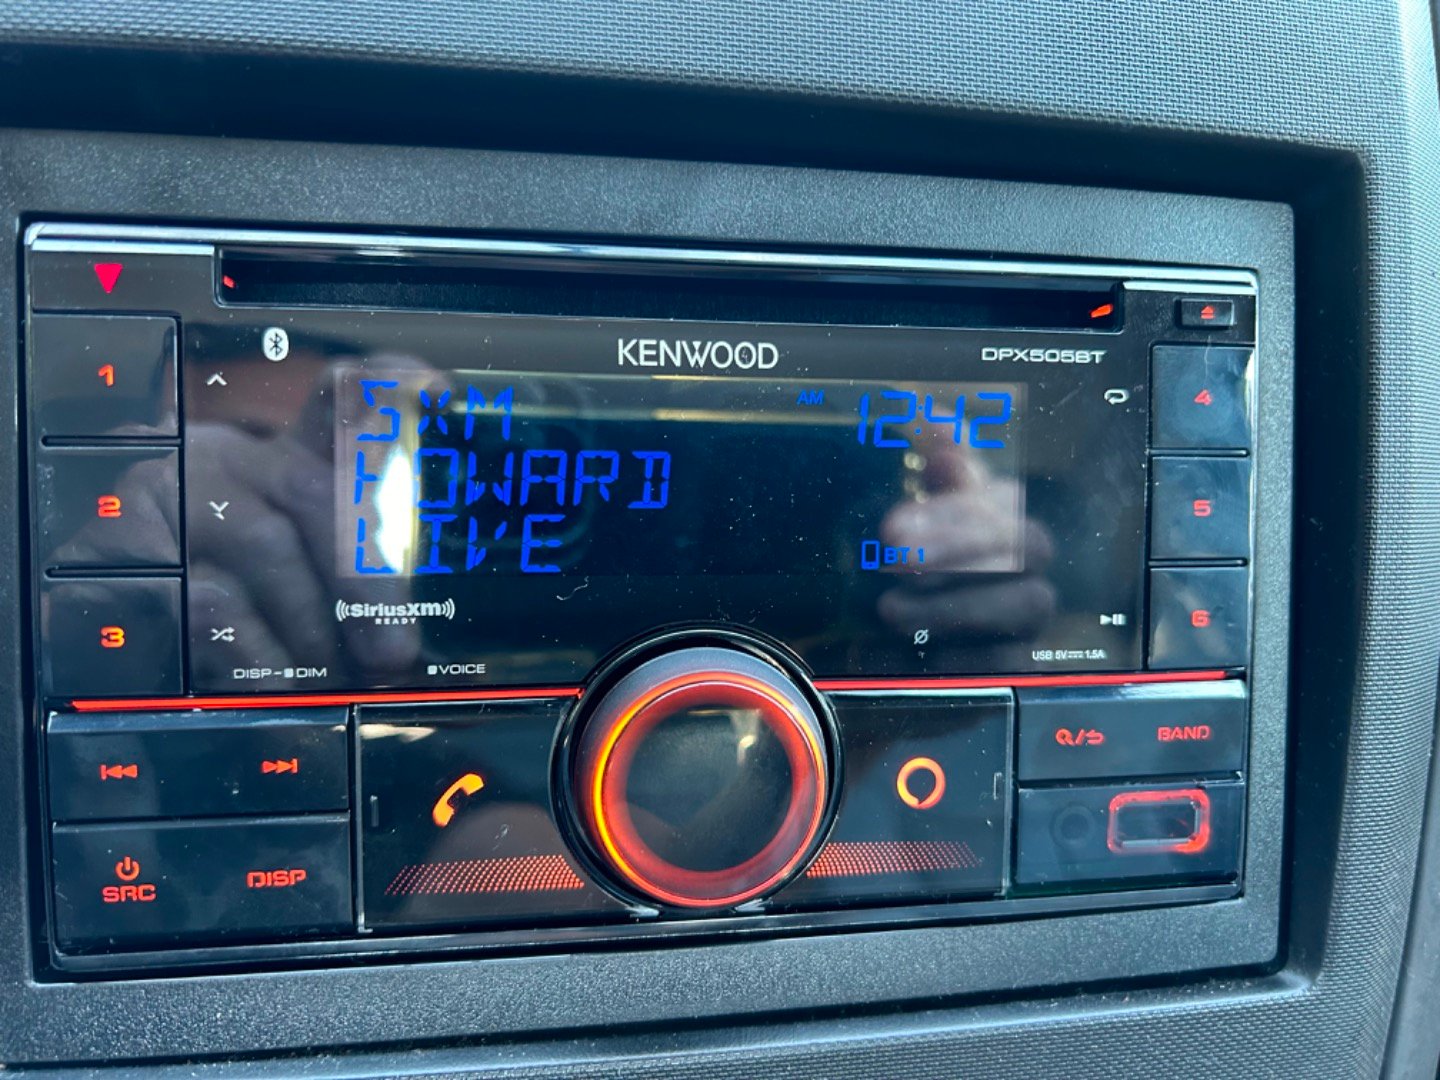 KENWOOD
DPX505BT
1
2
3
SXM
AM 12:42
HOWARD
LIVE
BT 1
4
5
6
((SiriusXM))
READY
DISP-DIM
VOICE
USB 5V 1.5A
BAND
SRC
DISP